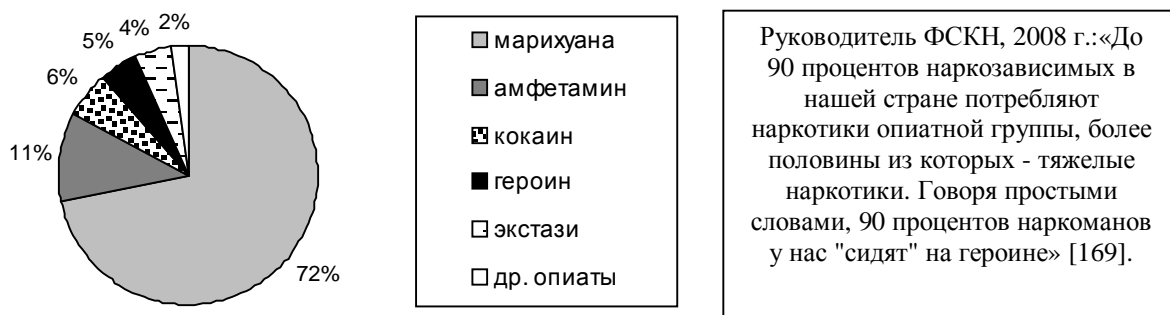 2%
4%
5%
6%
11%
72%
марихуана
амфетамин
кокаин
героин
экстази
др. опиаты
Руководитель ФСКН, 2008 г.:«До
90 процентов наркозависимых в
нашей стране потребляют
наркотики опиатной группы, более
половины из которых - тяжелые
наркотики. Говоря простыми
словами, 90 процентов наркоманов
у нас "сидят" на героине» [169].